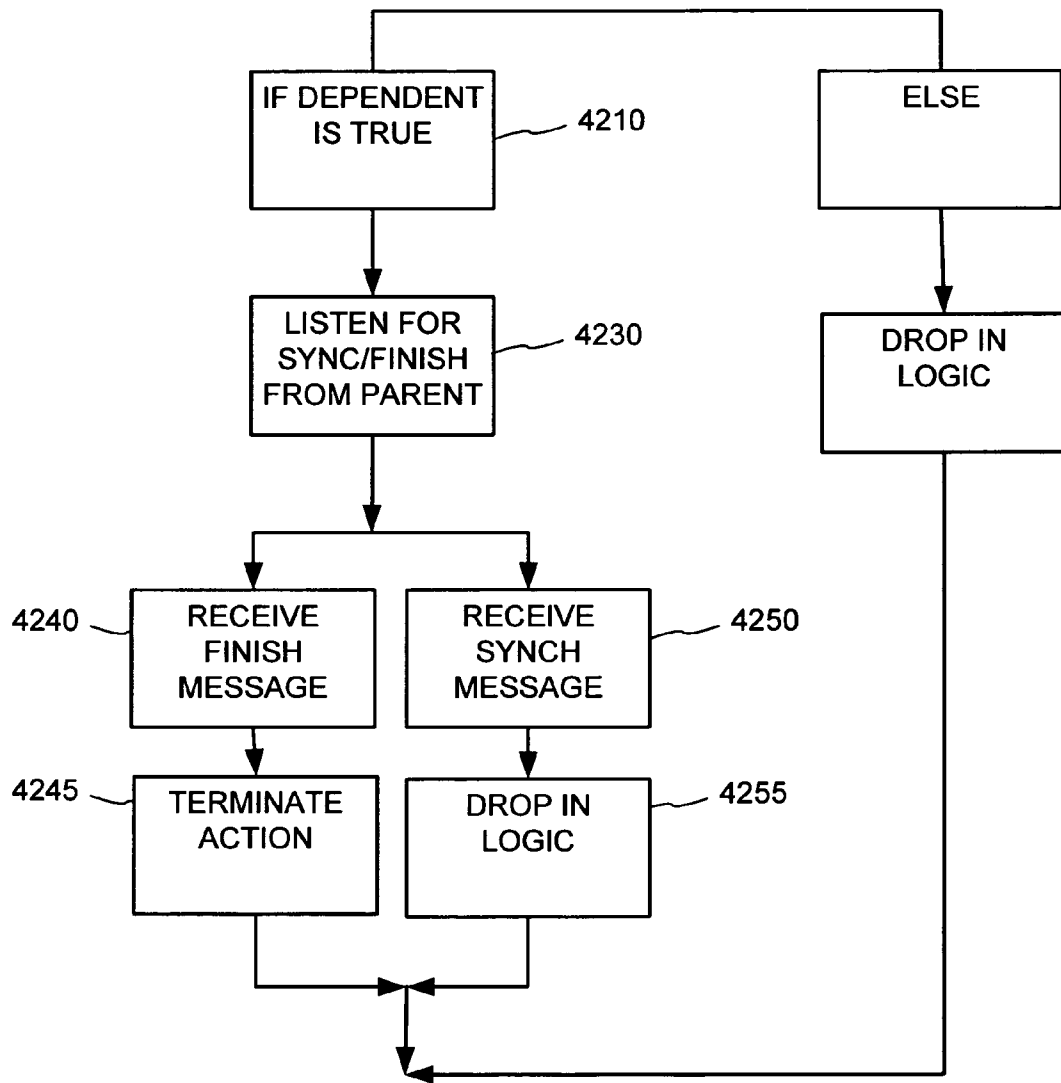 IF DEPENDENT
IS TRUE
4210
ELSE
LISTEN FOR
SYNC/FINISH
FROM PARENT
4230
DROP IN
LOGIC
4240
RECEIVE
FINISH
MESSAGE
RECEIVE
SYNCH
MESSAGE
4250
4245
TERMINATE
ACTION
DROP IN
LOGIC
4255